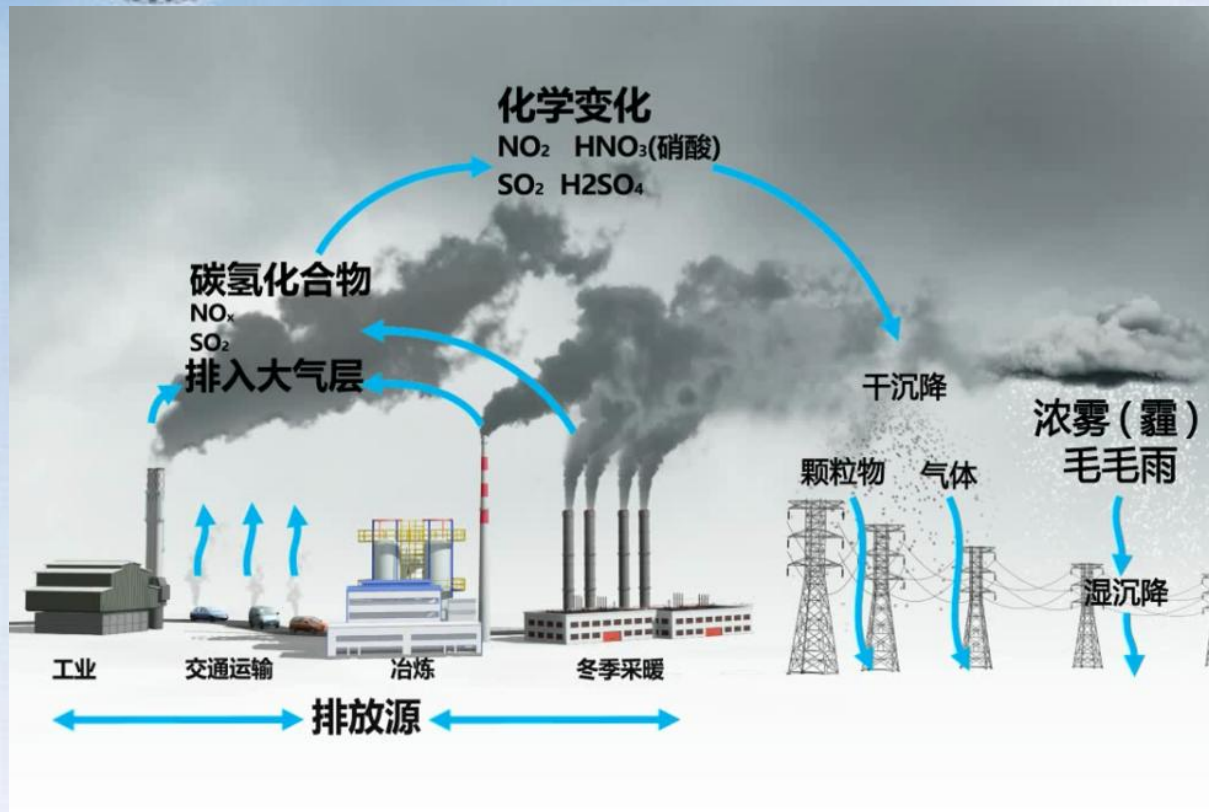 化学变化
NO₂ HNO₃(硝酸)
SO₂ H2SO₄
碳氢化合物
NOₓ
SO₂
排入大气层
干沉降
浓雾(霾)
毛毛雨
颗粒物 气体
湿沉降
工业 交通运输 冶炼 冬季采暖
排放源